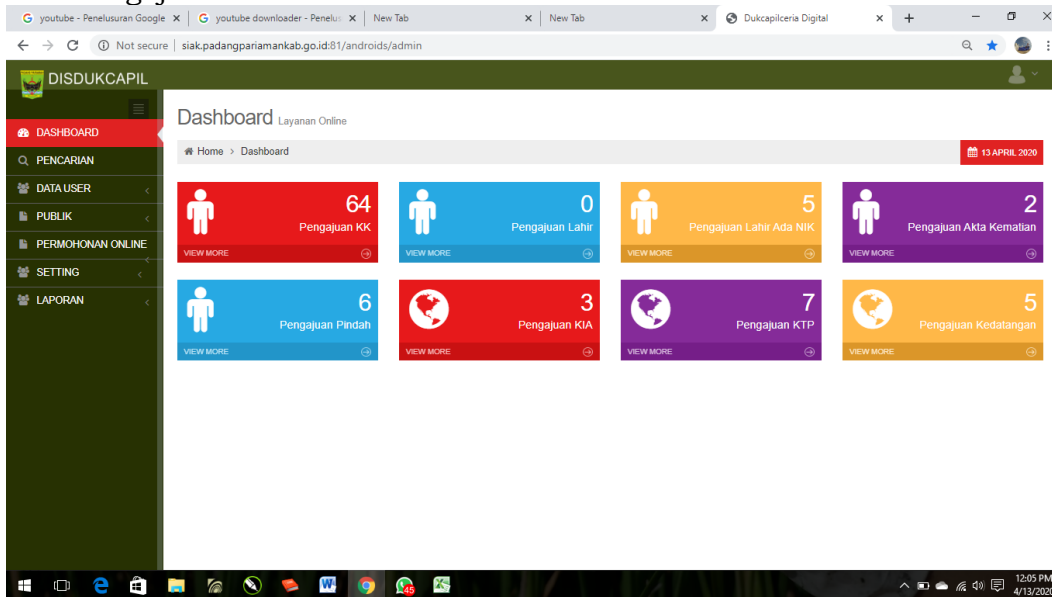 youtube - Penelusuran Google
youtube downloader - Penelus
New Tab
New Tab
Dukcapilceria Digital
Not secure | siak.padangpariamankab.go.id:81/androids/admin
DISDUKCAPIL
DASHBOARD
PENCARIAN
DATA USER
PUBLIK
PERMOHONAN ONLINE
SETTING
LAPORAN
Dashboard Layanan Online
Home > Dashboard
13 APRIL 2020
64
Pengajuan KK
VIEW MORE
0
Pengajuan Lahir
VIEW MORE
5
Pengajuan Lahir Ada NIK
VIEW MORE
2
Pengajuan Akta Kematian
VIEW MORE
6
Pengajuan Pindah
VIEW MORE
3
Pengajuan KIA
VIEW MORE
7
Pengajuan KTP
VIEW MORE
5
Pengajuan Kedatangan
VIEW MORE
45
12:05 PM
4/13/2020